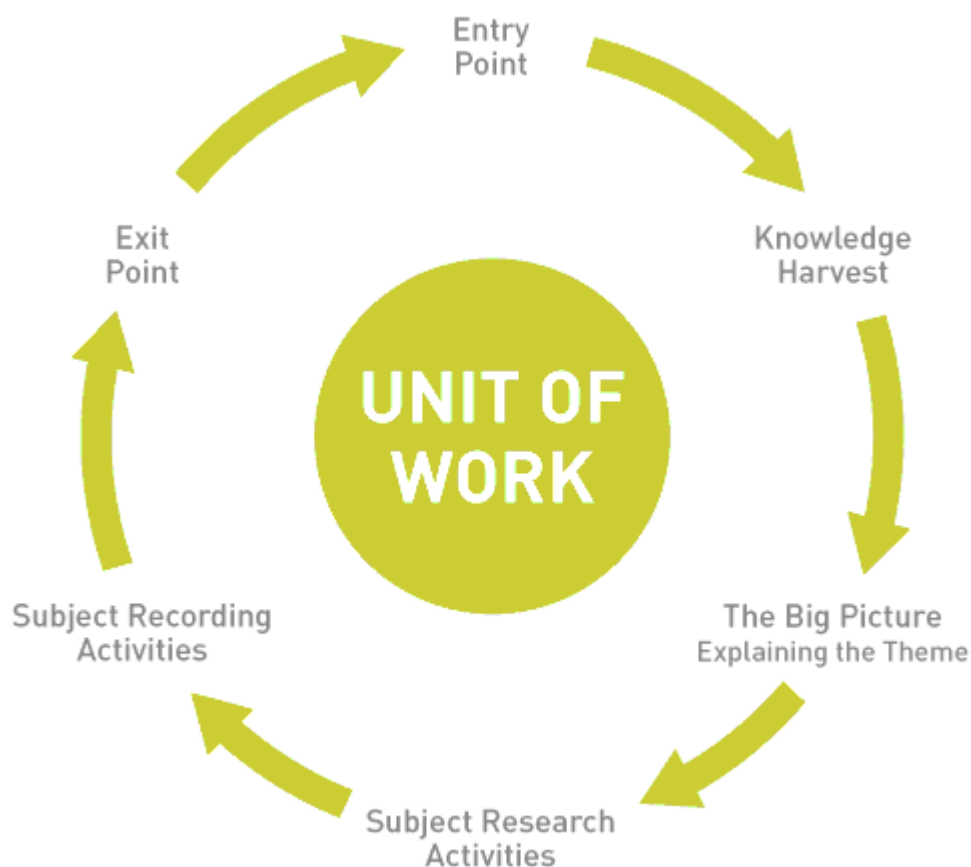 Entry
Point
Knowledge
Harvest
The Big Picture
Explaining the Theme
Subject Research
Activities
Subject Recording
Activities
Exit
Point
UNIT OF
WORK